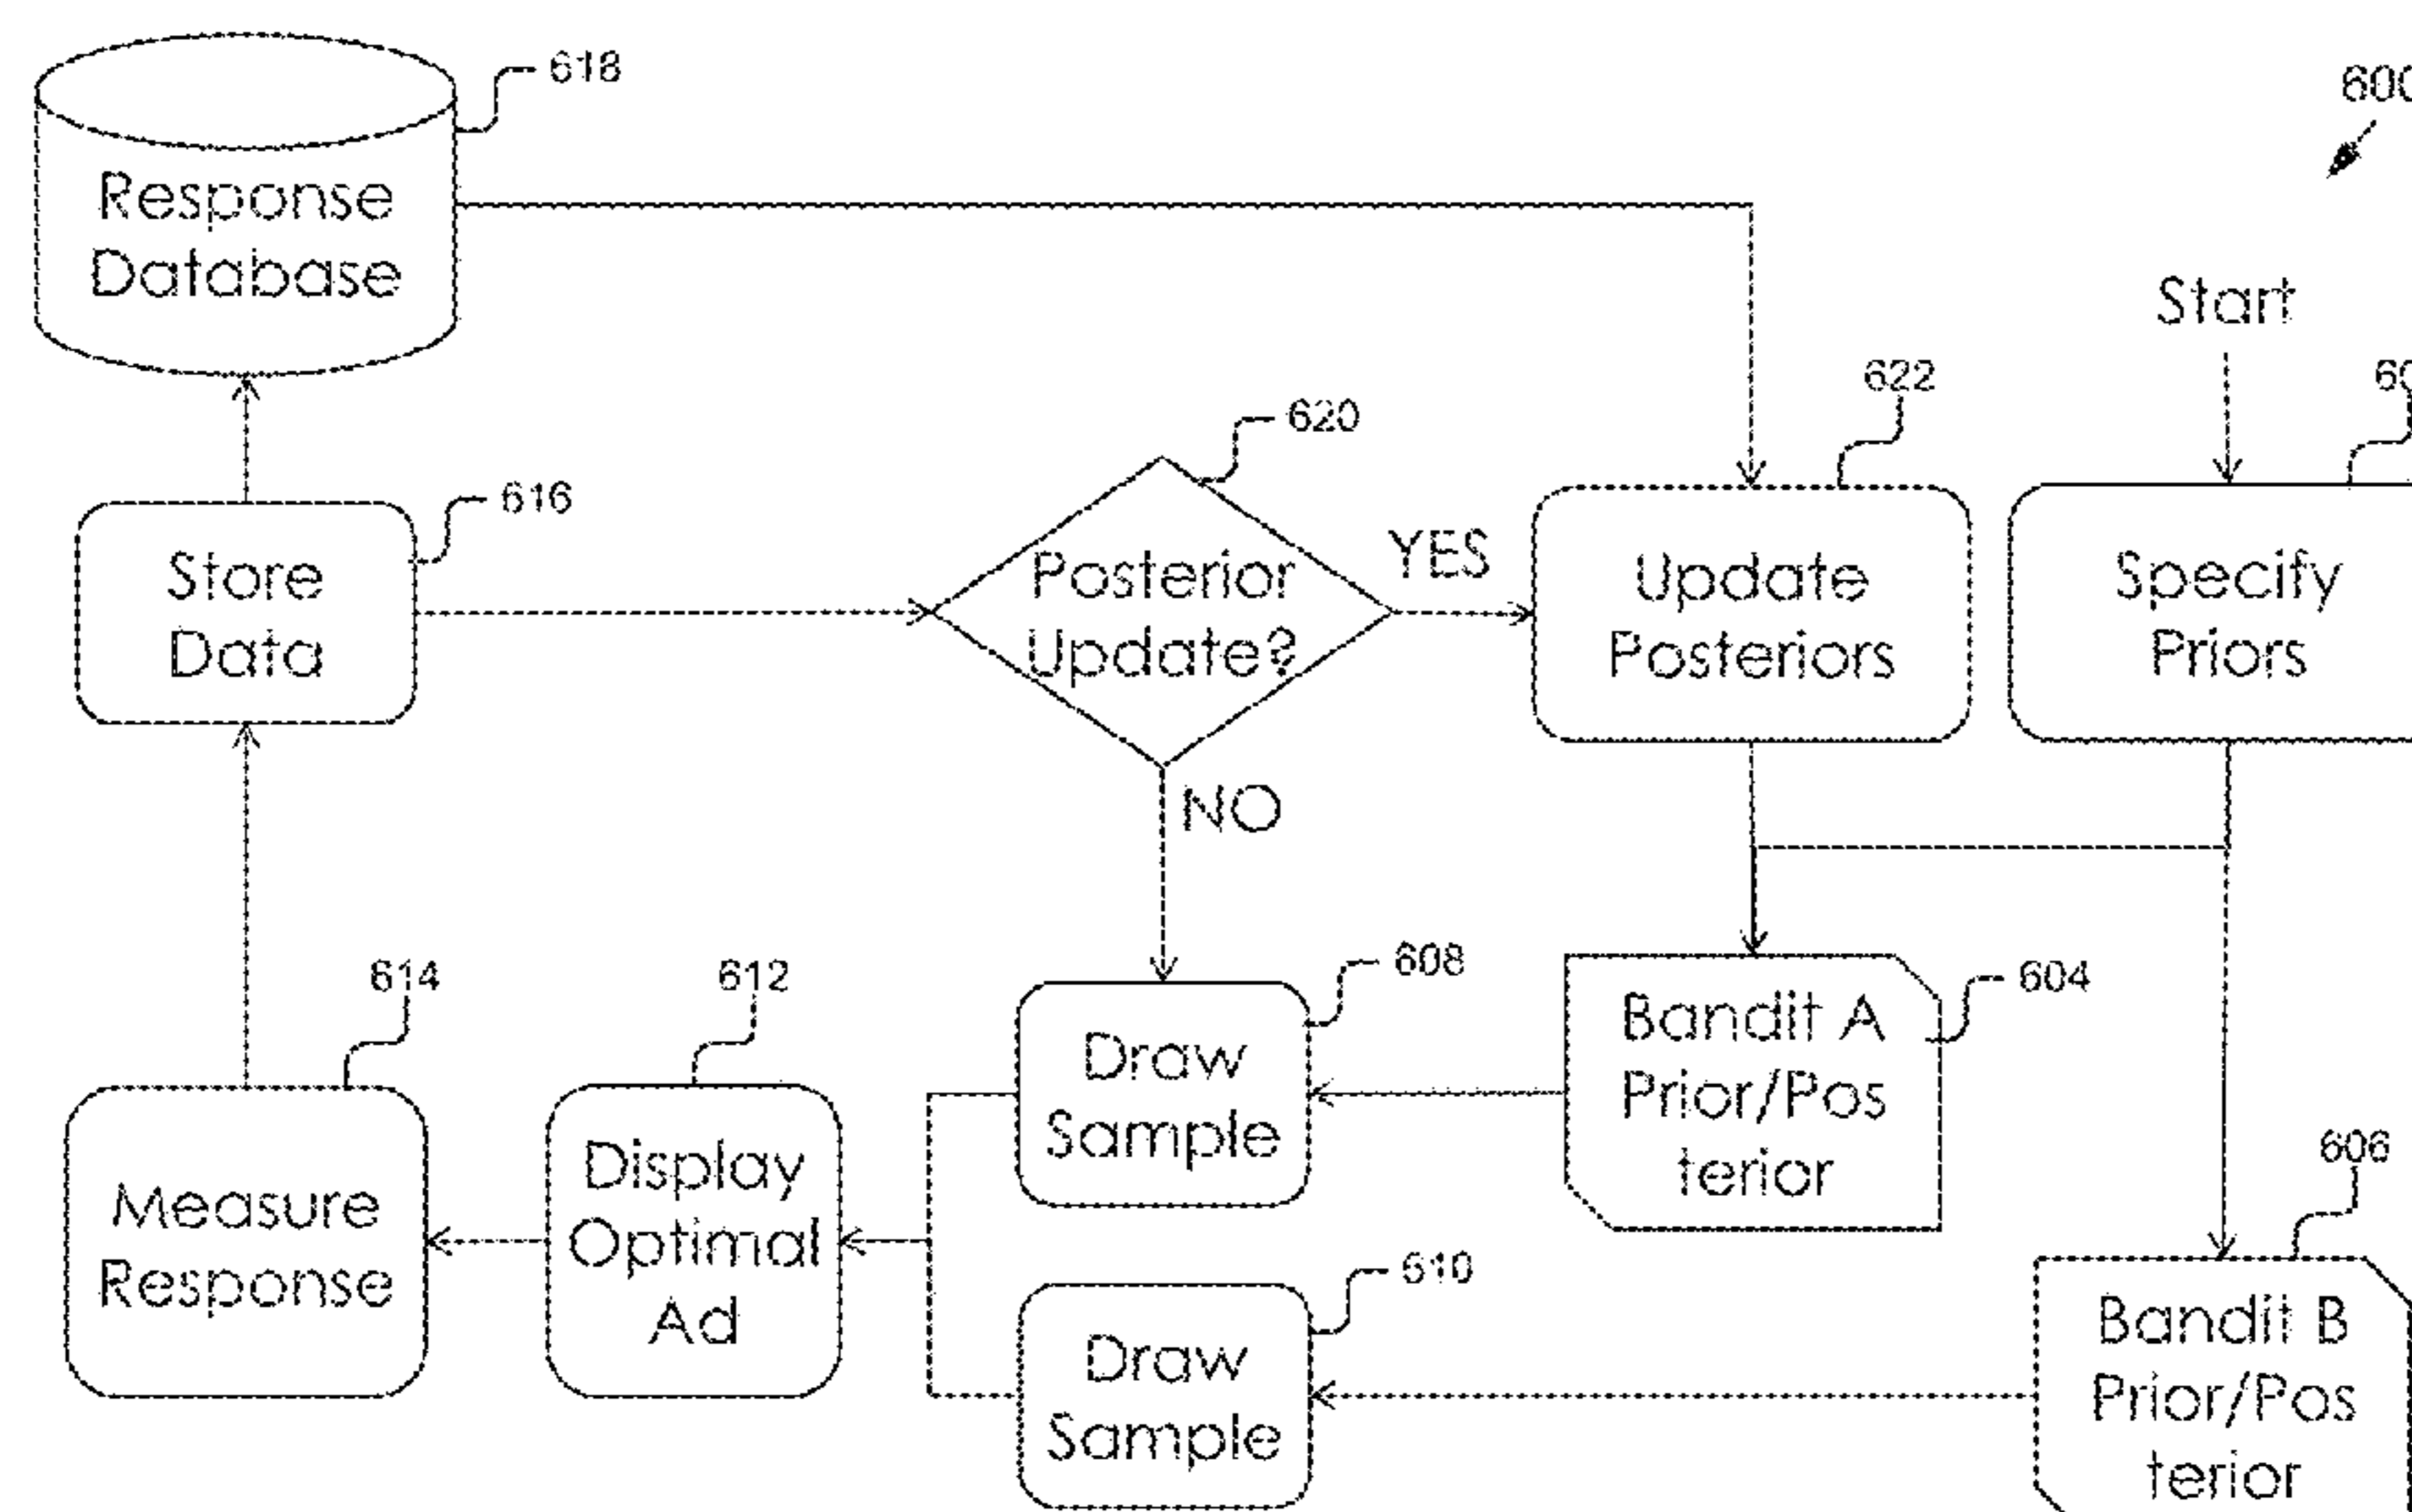 618
600
Response
Database
Start
622
60
620
616
Store
Data
Posterior
Update?
YES
Update
Posteriors
Specify
Priors
NO
614
612
608
604
Draw
Sample
Bandit A
Prior/Pos
terior
Display
Optimal
Ad
Measure
Response
606
610
Draw
Sample
Bandit B
Prior/Pos
terior